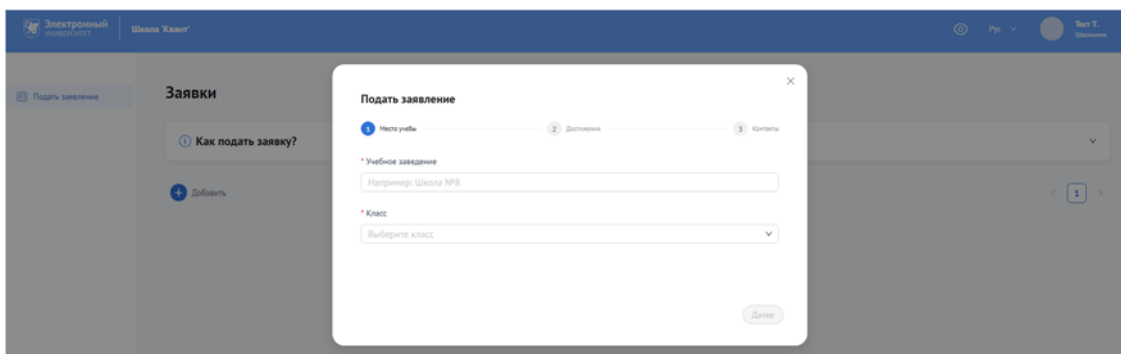 Электронный
УНИВЕРСИТЕТ
Школа 'Квант'
Рус
Тест Т.
Школьник
Подать заявление
Заявки
Как подать заявку?
Добавить
1
Подать заявление
1 Место учебы
2 Достижения
3 Контакты
* Учебное заведение
Например: Школа №8
* Класс
Выберите класс
Далее